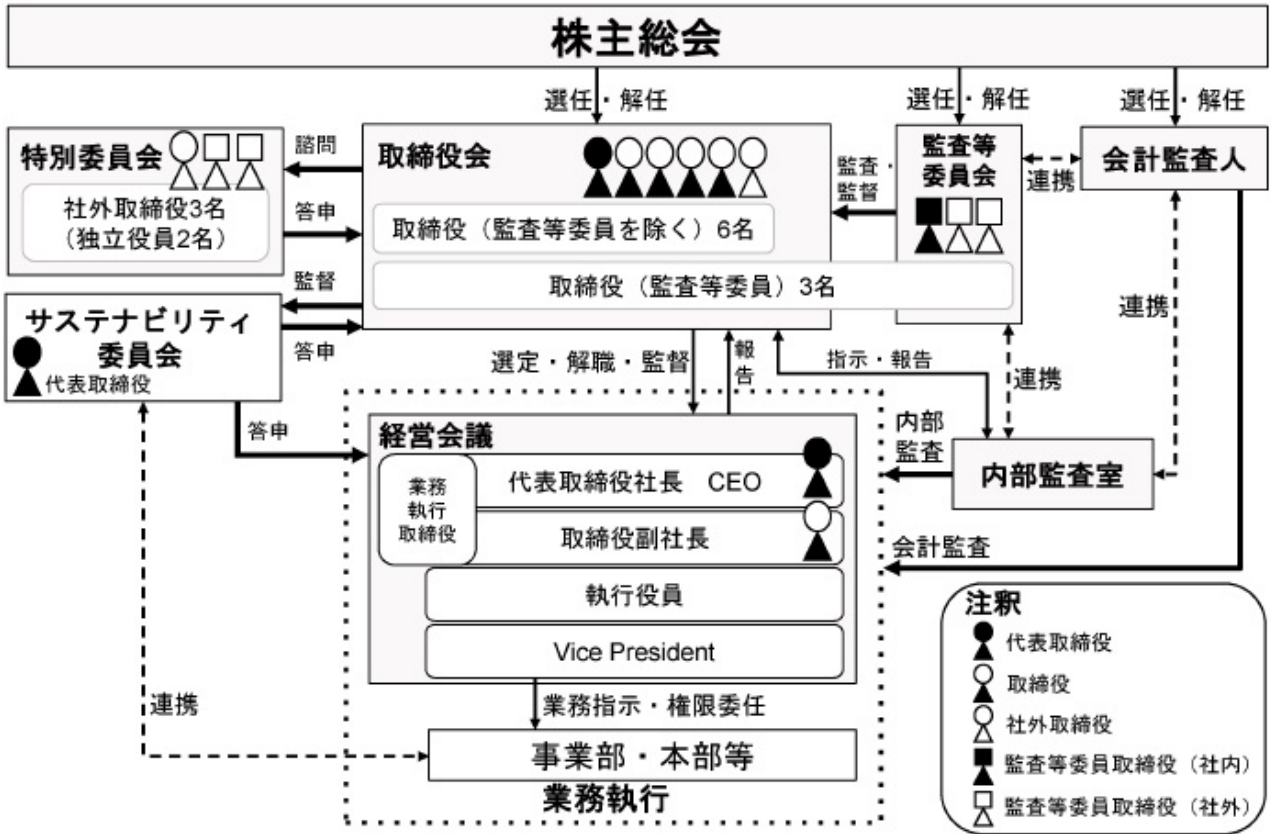 株主総会
選任・解任
選任・解任
選任・解任
特別委員会
社外取締役3名
（独立役員2名）
諮問
答申
取締役会
取締役（監査等委員を除く）6名
取締役（監査等委員）3名
監査・
監督
監査等
委員会
連携
会計監査人
監督
答申
サステナビリティ
委員会
代表取締役
選定・解職・監督
報
告
指示・報告
連携
連携
答申
経営会議
業務
執行
取締役
代表取締役社長　CEO
取締役副社長
執行役員
Vice President
内部
監査
内部監査室
会計監査
業務指示・権限委任
連携
事業部・本部等
業務執行
注釈
代表取締役
取締役
社外取締役
監査等委員取締役（社内）
監査等委員取締役（社外）